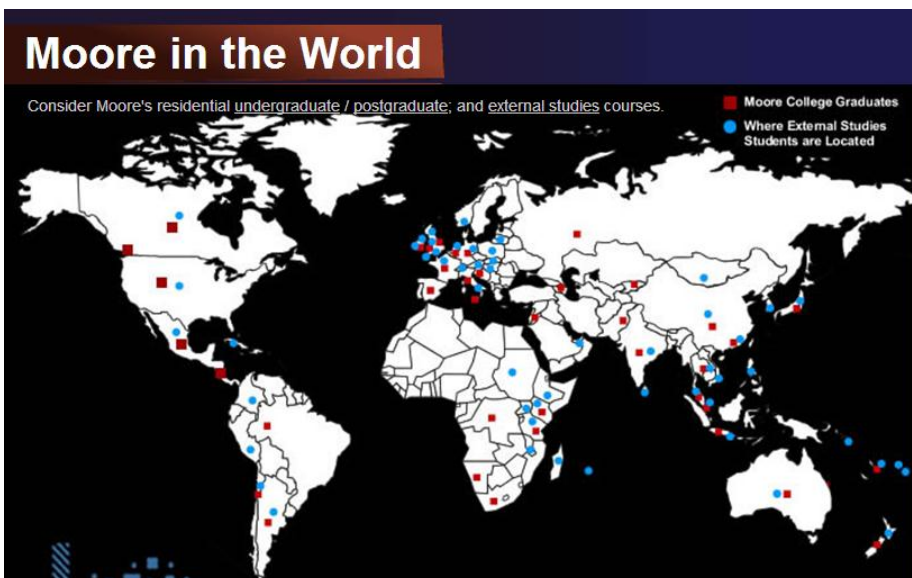 Moore in the World
Consider Moore's residential undergraduate / postgraduate; and external studies courses.
Moore College Graduates
Where External Studies
Students are Located